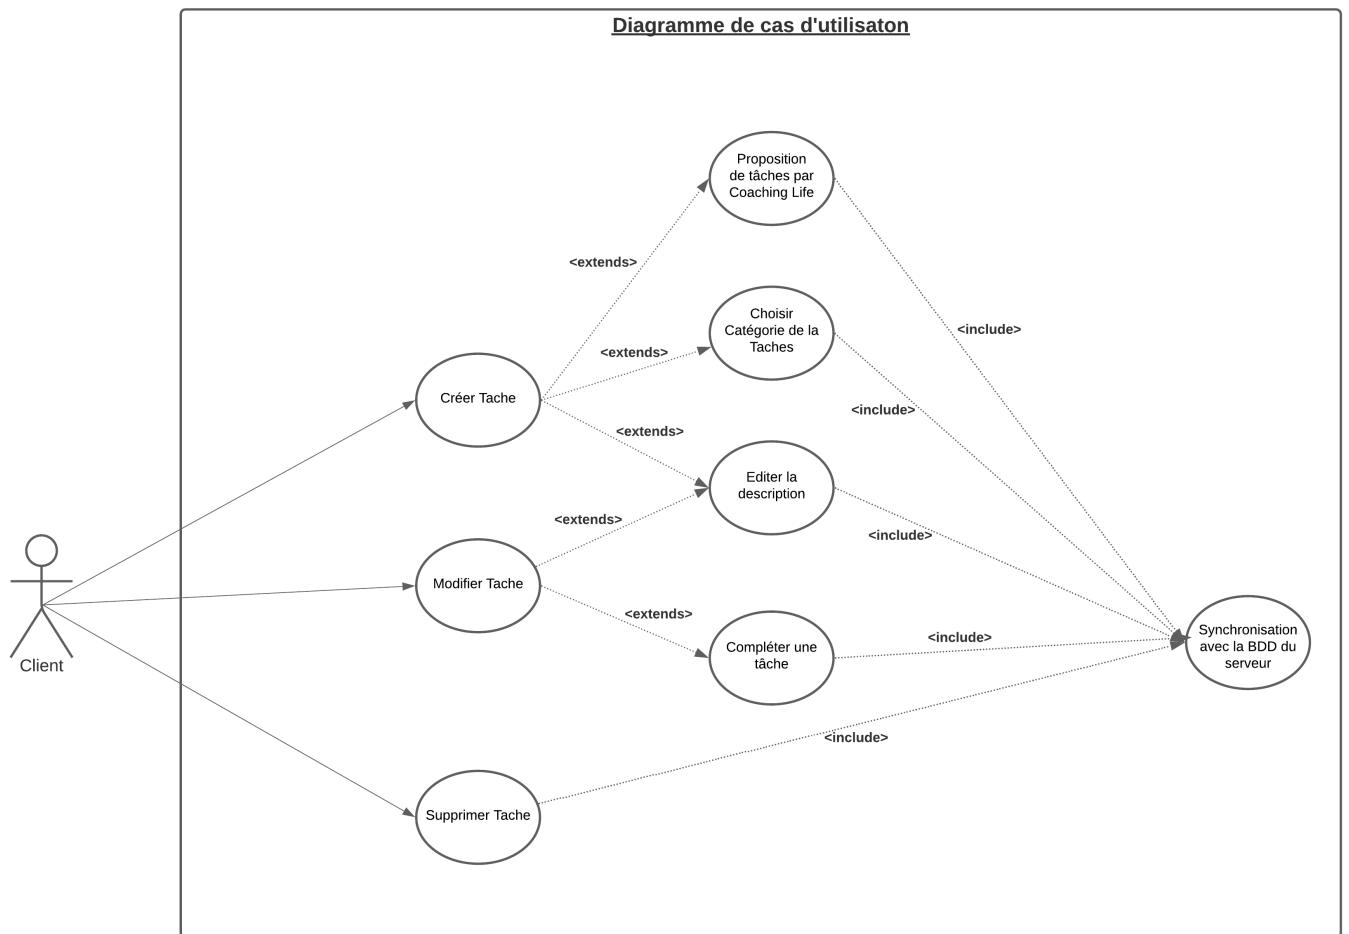 Diagramme de cas d'utilisaton
Proposition
de tâches par
Coaching Life
<extends>
<include>
Choisir
Catégorie de la
Taches
<extends>
Créer Tache
<include>
<extends>
Editer la
description
<extends>
<include>
Modifier Tache
<extends>
Compléter une
tâche
<include>
Synchronisation
avec la BDD du
serveur
Client
<include>
Supprimer Tache